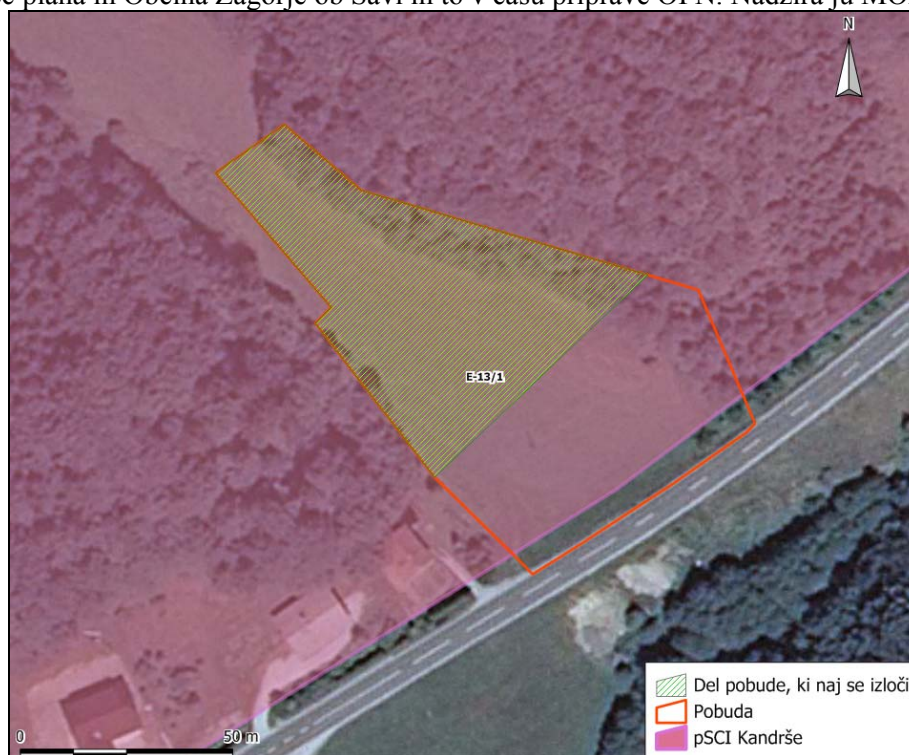 plana in Občina Zagorje ob Savi in to v času priprave OPN. Nadzira ju
N
E-13/1
Del pobude, ki naj se izloči
Pobuda
pSCI Kandrše
0 50 m